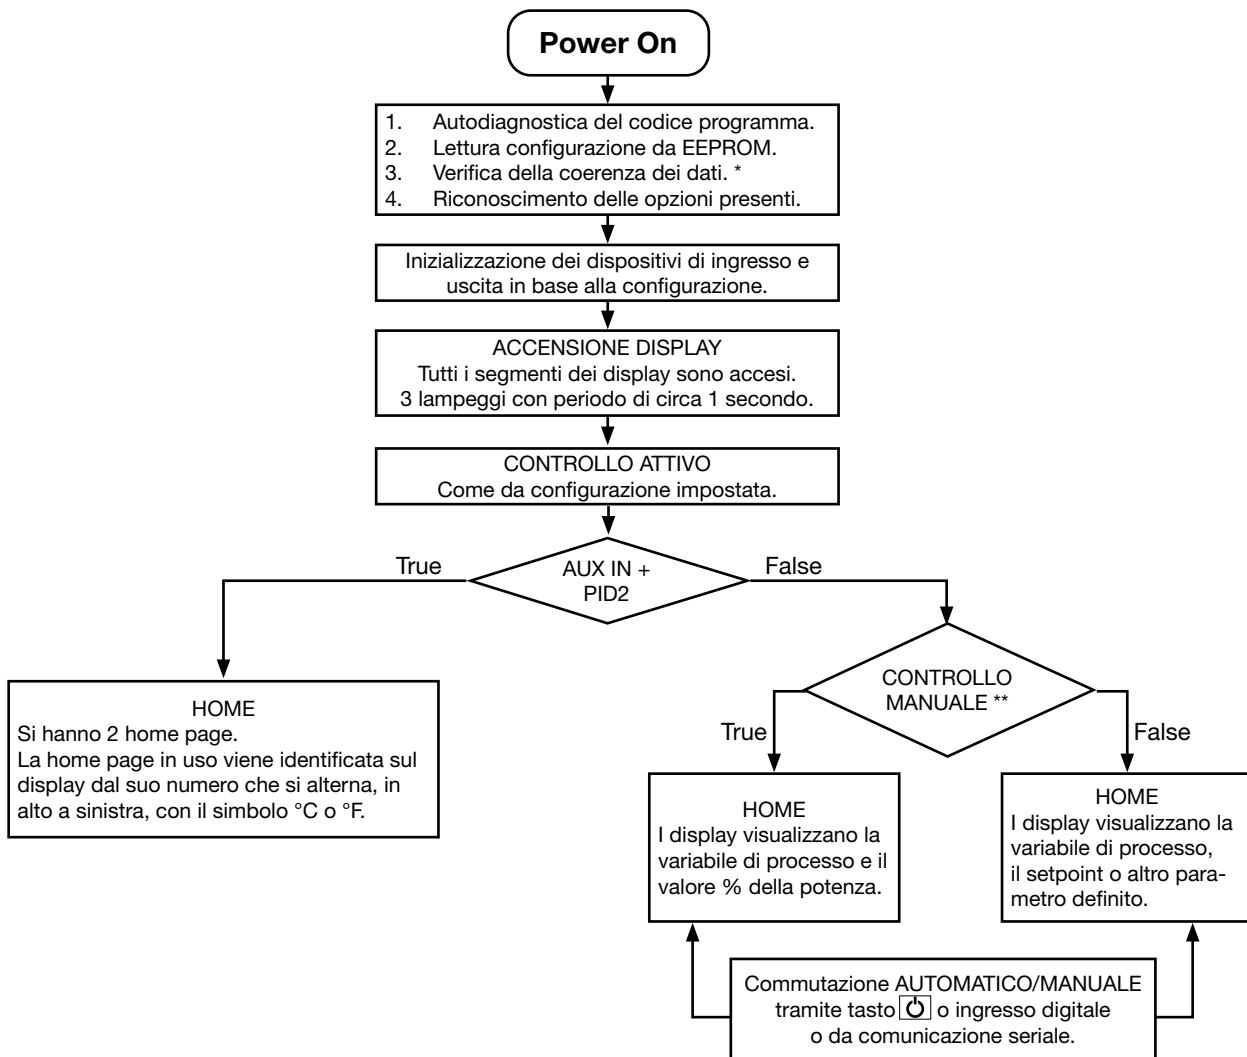 Power On
1. Autodiagnostica del codice programma.
2. Lettura configurazione da EEPROM.
3. Verifica della coerenza dei dati. *
4. Riconoscimento delle opzioni presenti.
Inizializzazione dei dispositivi di ingresso e
uscita in base alla configurazione.
ACCENSIONE DISPLAY
Tutti i segmenti dei display sono accesi.
3 lampeggi con periodo di circa 1 secondo.
CONTROLLO ATTIVO
Come da configurazione impostata.
True
AUX IN +
PID2
False
HOME
Si hanno 2 home page.
La home page in uso viene identificata sul
display dal suo numero che si alterna, in
alto a sinistra, con il simbolo °C o °F.
CONTROLLO
MANUALE **
True
False
HOME
I display visualizzano la
variabile di processo e il
valore % della potenza.
HOME
I display visualizzano la
variabile di processo,
il setpoint o altro para-
metro definito.
Commutazione AUTOMATICO/MANUALE
tramite tasto o ingresso digitale
o da comunicazione seriale.